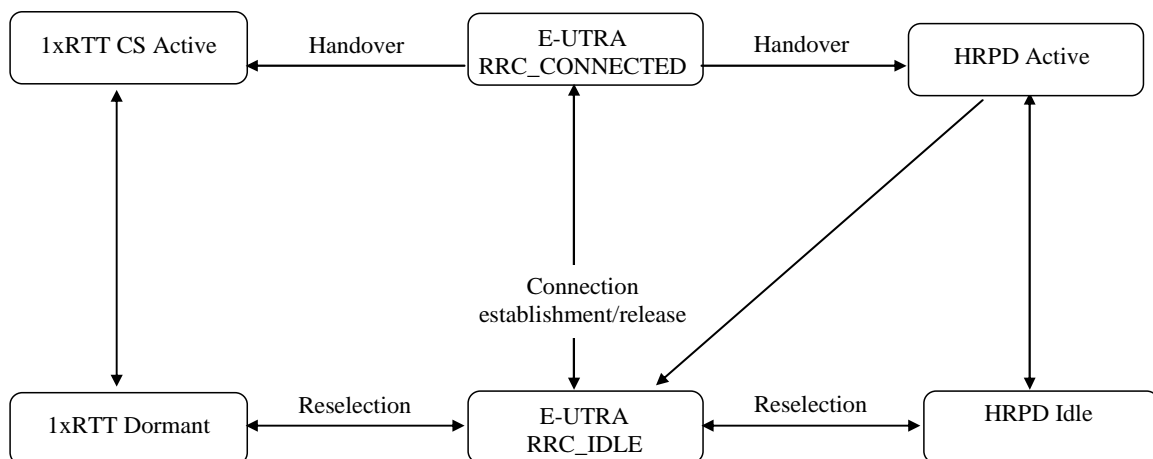 1xRTT CS Active
Handover
E-UTRA
RRC_CONNECTED
Handover
HRPD Active
Connection
establishment/release
1xRTT Dormant
Reselection
E-UTRA
RRC_IDLE
Reselection
HRPD Idle